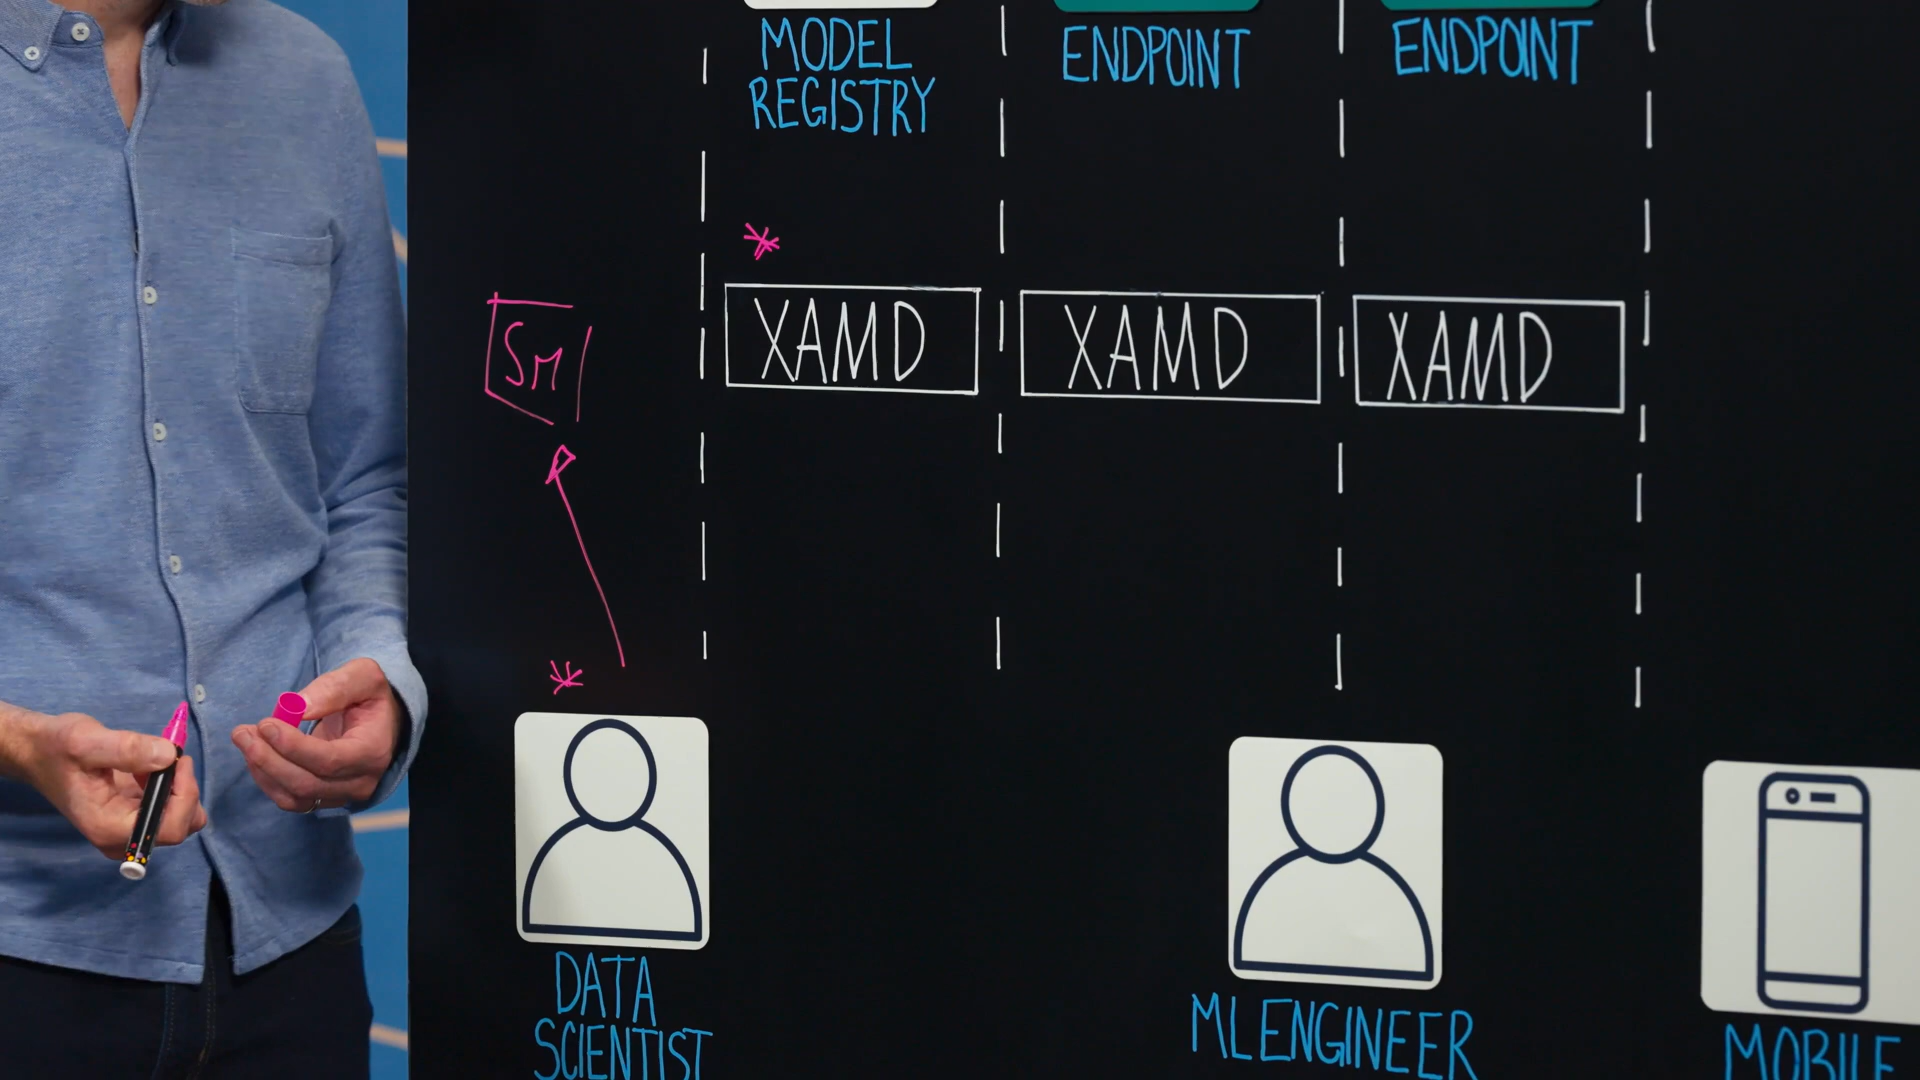 MODEL
REGISTRY
ENDPOINT
ENDPOINT
SM
XAMD
XAMD
XAMD
DATA
SCIENTIST
ML ENGINEER
MOBILE